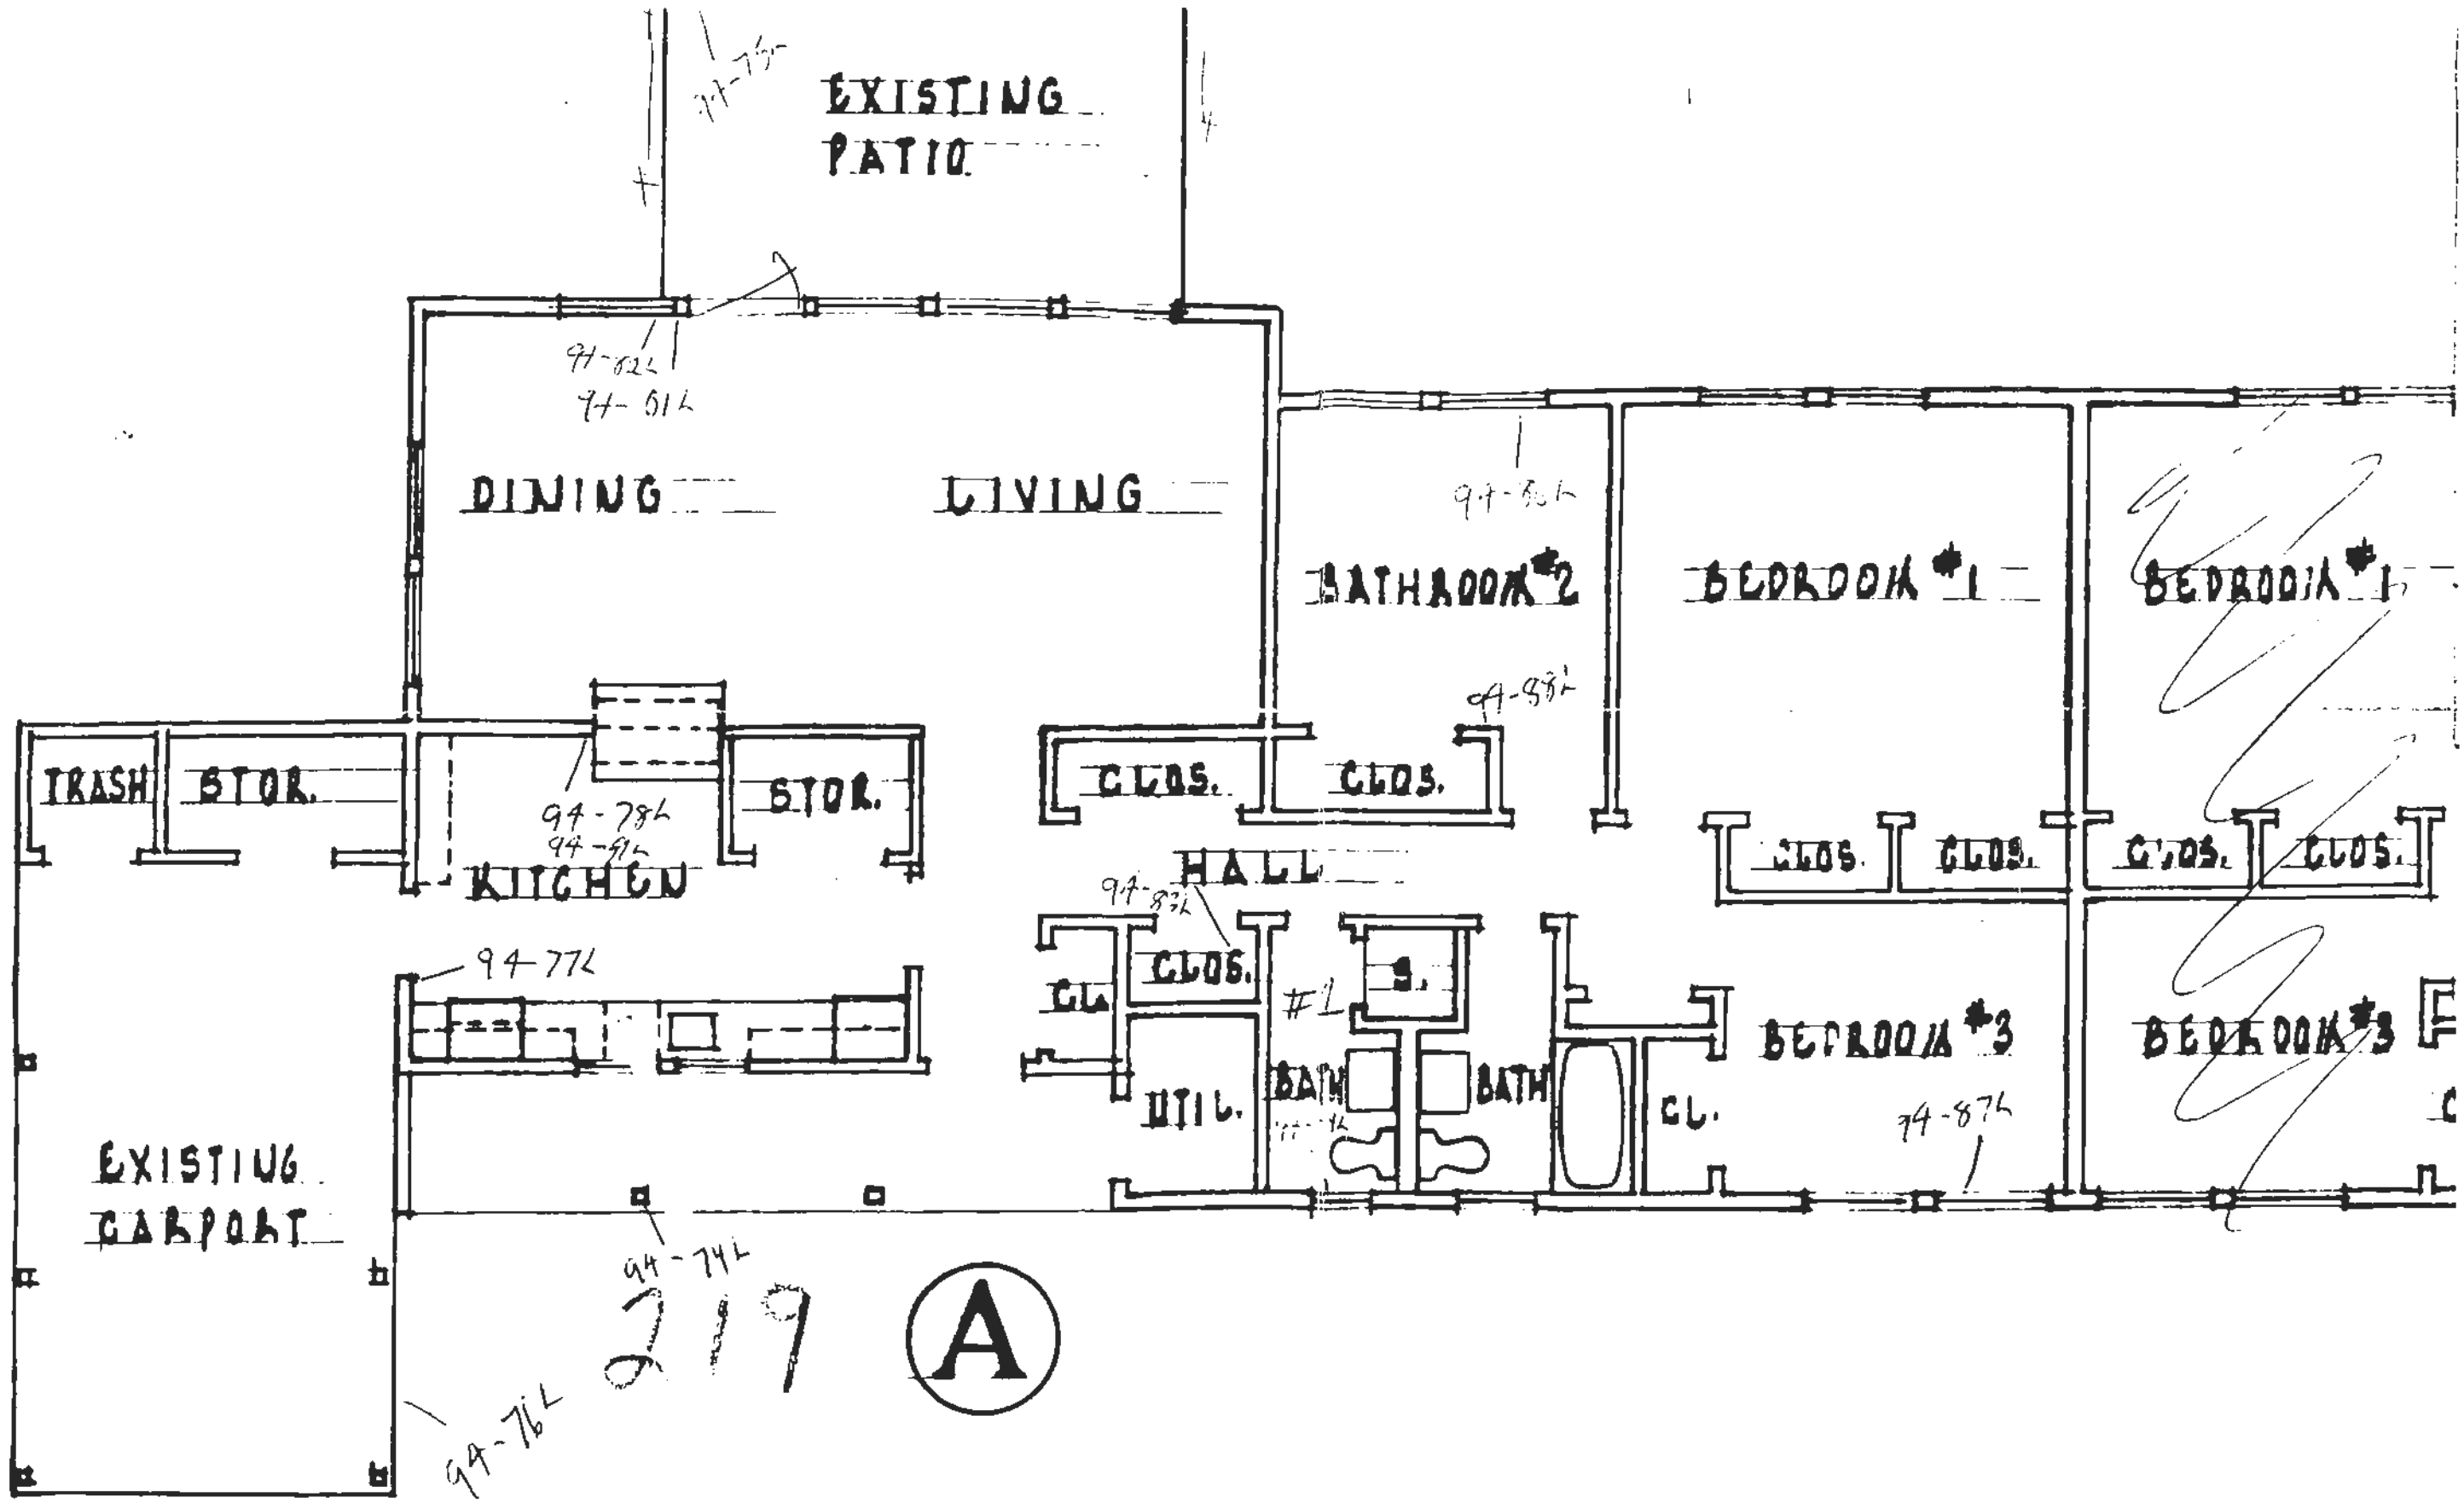 EXISTING
PATIO
DINING
LIVING
BATHROOM #2
BEDROOM #1
BEDROOM #1
94-88L
TRASH
STOR.
STOR.
CLOS.
CLOS.
94-78L
KITCHEN
HALL
CLOS.
CLOS.
CLOS.
CLOS.
94-77L
CL.
CLOS.
#1
S.
BEDROOM #3
BEDROOM #3
UTIL.
BATH
BATH
CL.
94-87L
EXISTING
CARPORT
94-74L
219
A
94-76L